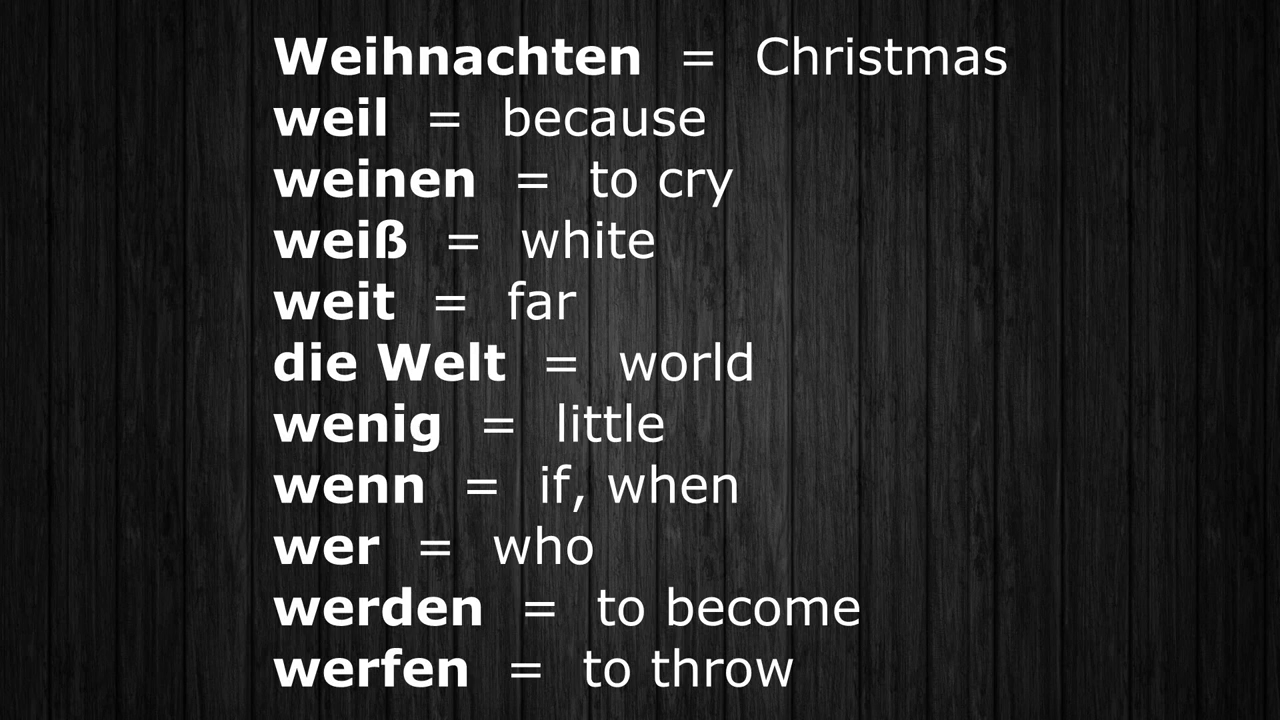 Weihnachten = Christmas
weil = because
weinen = to cry
weiß = white
weit = far
die Welt = world
wenig = little
wenn = if, when
wer = who
werden = to become
werfen = to throw